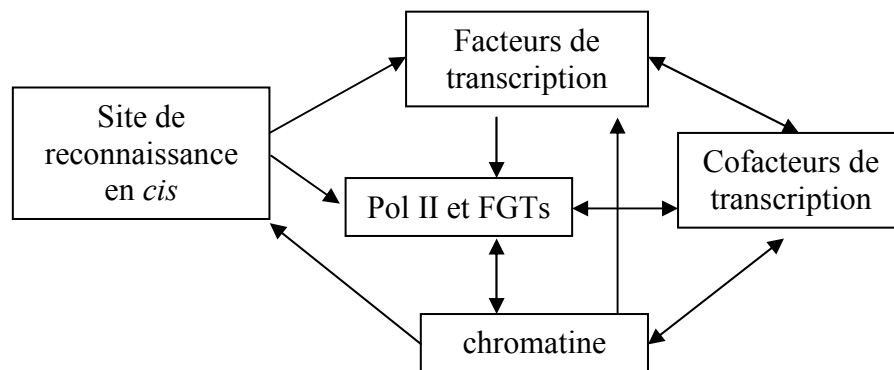 Facteurs de
transcription
Site de
reconnaissance
en cis
Cofacteurs de
transcription
Pol II et FGTs
chromatine